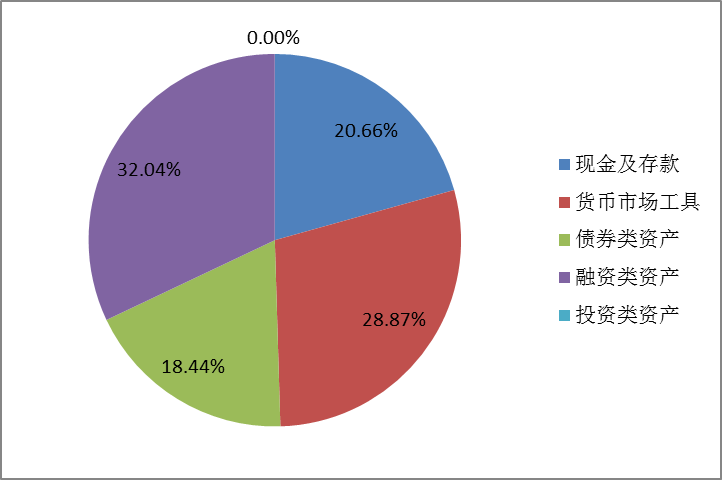 0.00%
20.66%
32.04%
28.87%
18.44%
现金及存款
货币市场工具
债券类资产
融资类资产
投资类资产